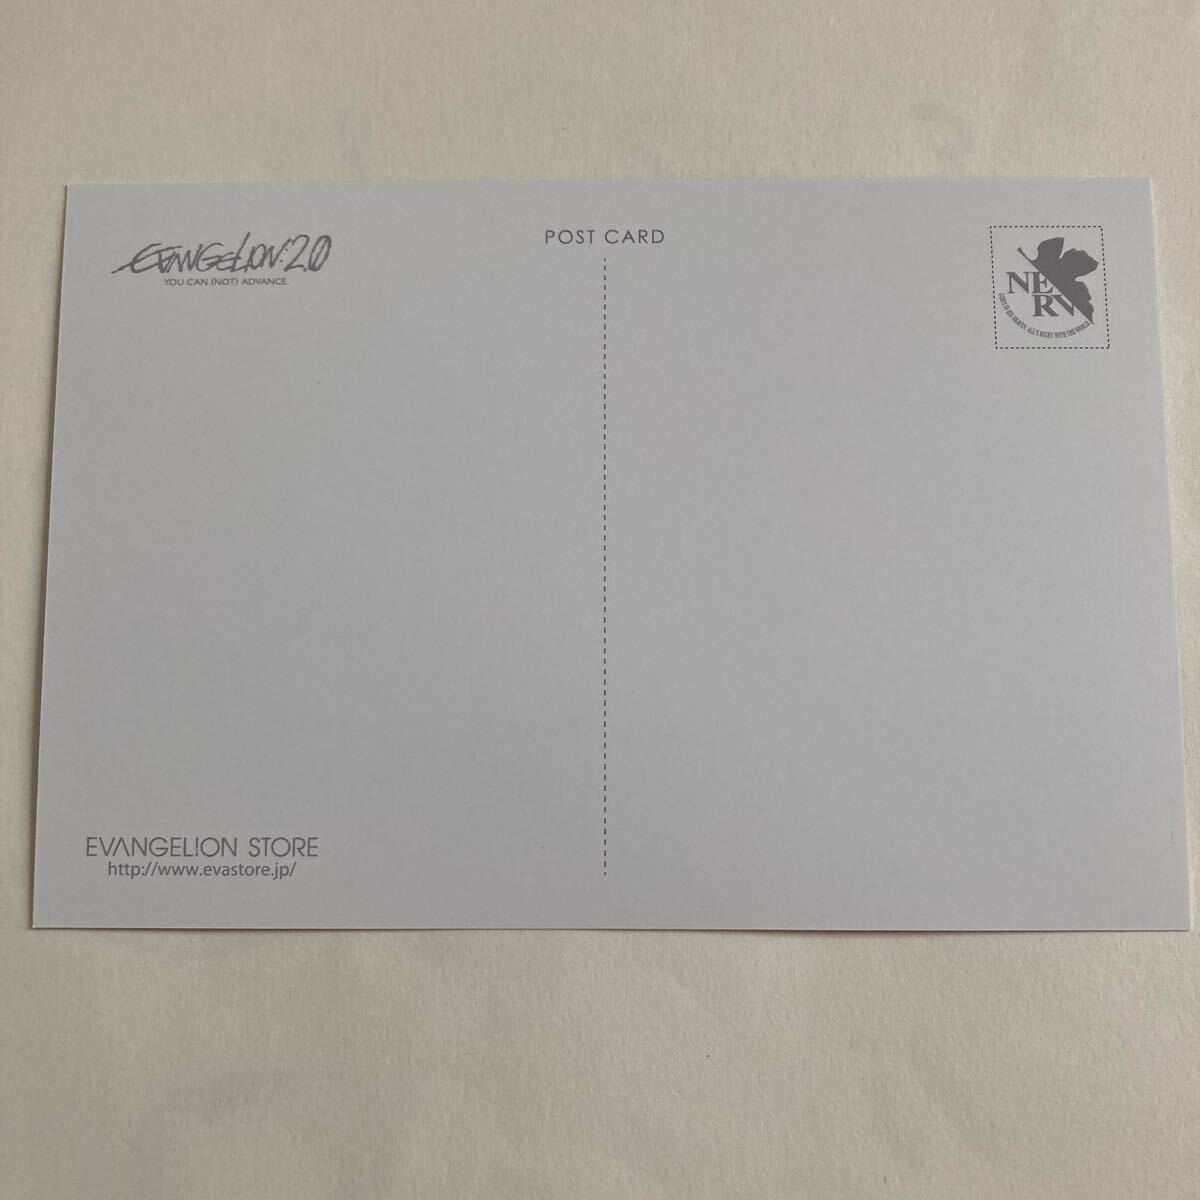 EVANGELION:2.0
YOU CAN (NOT) ADVANCE.
POST CARD
NERV
GOD'S IN HIS HEAVEN. ALL'S RIGHT WITH THE WORLD.
EVANGELION STORE
http://www.evastore.jp/